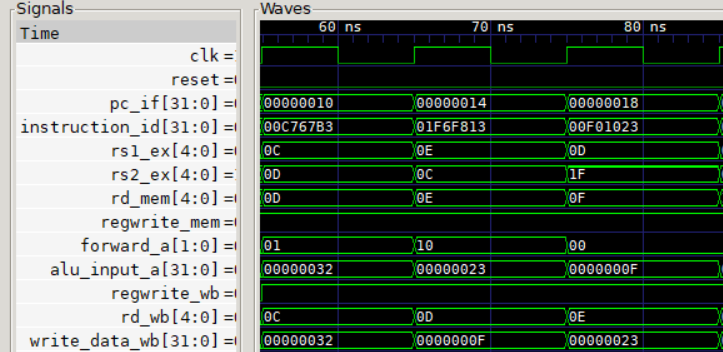 Signals
Waves
Time
60 ns 70 ns 80 ns
clk =
reset =
pc_if[31:0] = 00000010 00000014 00000018
instruction_id[31:0] = 00C767B3 01F6F813 00F01023
rs1_ex[4:0] = 0C 0E 0D
rs2_ex[4:0] = 0D 0C 1F
rd_mem[4:0] = 0D 0E 0F
regwrite_mem =
forward_a[1:0] = 01 10 00
alu_input_a[31:0] = 00000032 00000023 0000000F
regwrite_wb =
rd_wb[4:0] = 0C 0D 0E
write_data_wb[31:0] = 00000032 0000000F 00000023